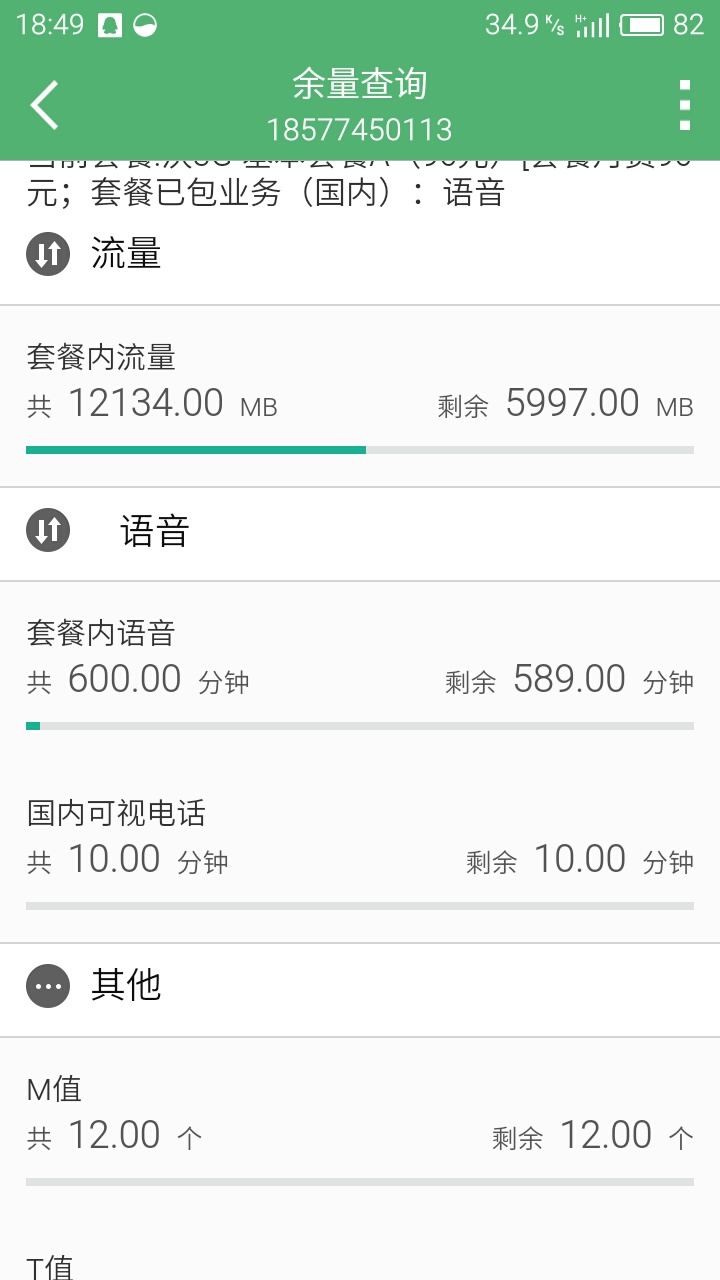 18:49 34.9 K/s H+ 82
余量查询
18577450113
元；套餐已包业务（国内）：语音
流量
套餐内流量
共 12134.00 MB 剩余 5997.00 MB
语音
套餐内语音
共 600.00 分钟 剩余 589.00 分钟
国内可视电话
共 10.00 分钟 剩余 10.00 分钟
其他
M值
共 12.00 个 剩余 12.00 个
T值